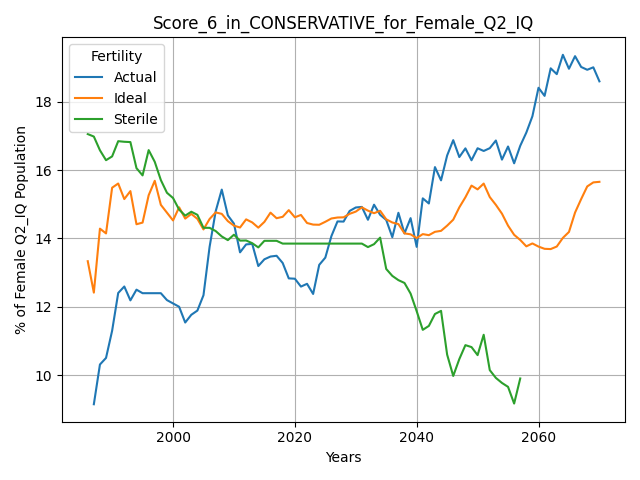 Score_6_in_CONSERVATIVE_for_Female_Q2_IQ
Fertility
Actual
Ideal
Sterile
% of Female Q2_IQ Population
18
16
14
12
10
2000 2020 2040 2060
Years